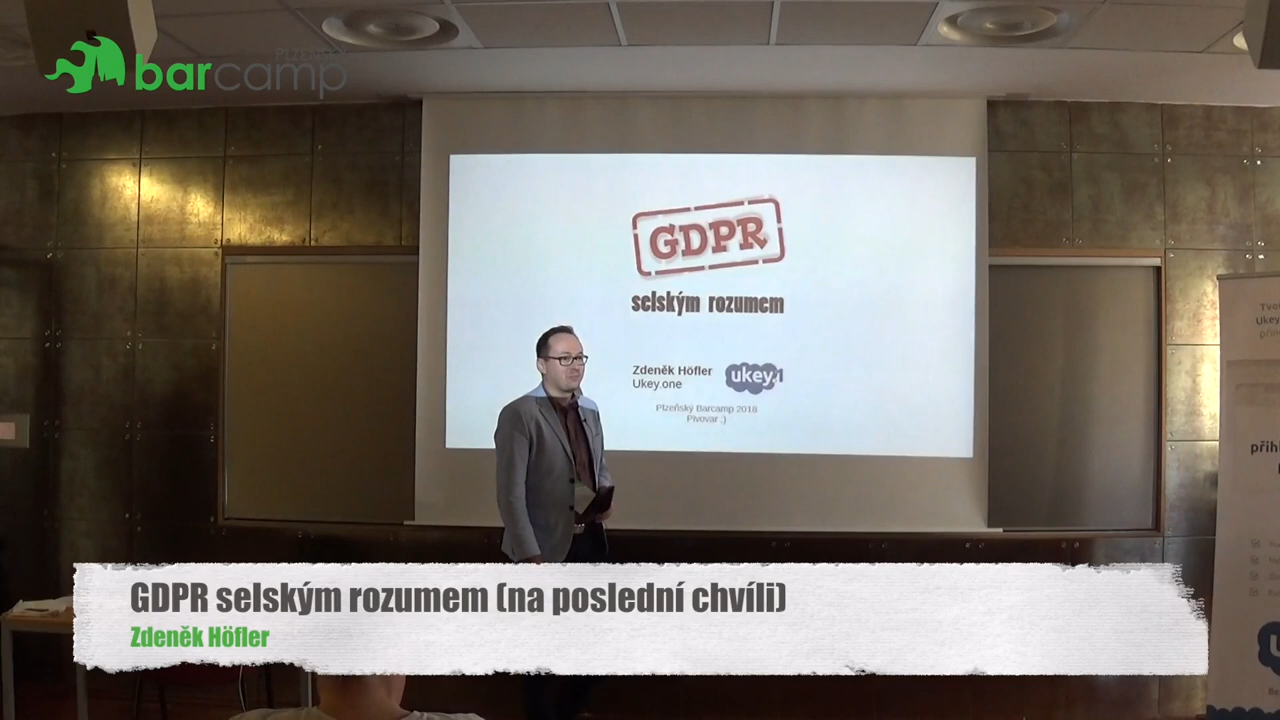 PLZEŇSKÝ
barcamp
GDPR
selským rozumem
Zdeněk Höfler
Ukey.one
ukey.1
Plzeňský Barcamp 2018
Pivovar ;)
GDPR selským rozumem (na poslední chvíli)
Zdeněk Höfler